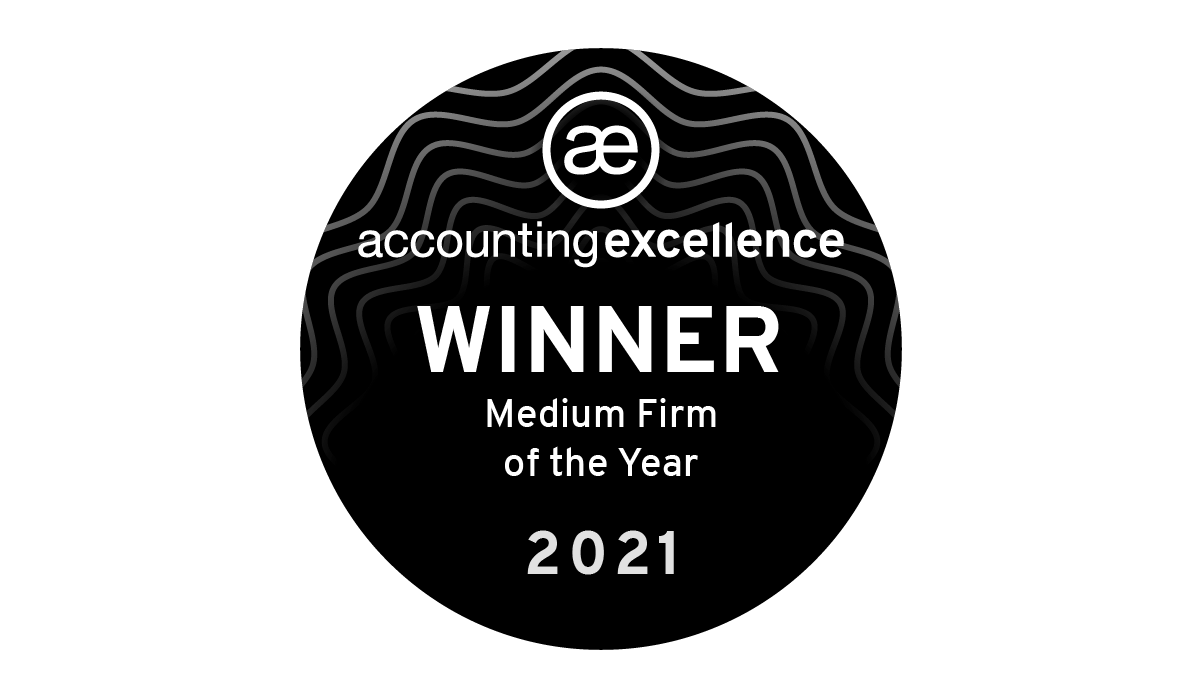 æ
accountingexcellence
WINNER
Medium Firm
of the Year
2021